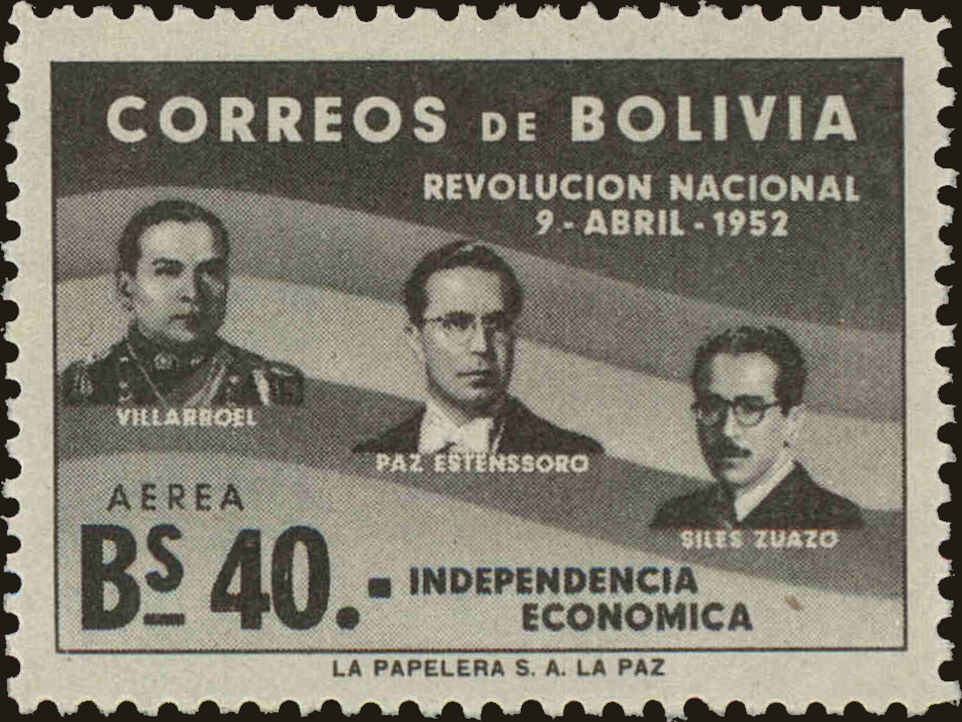 CORREOS DE BOLIVIA
REVOLUCION NACIONAL
9.- ABRIL - 1952
VILLARROEL
PAZ ESTENSSORO
SILES ZUAZO
AEREA
Bs 40.-
INDEPENDENCIA
ECONOMICA
LA PAPELERA S. A. LA PAZ